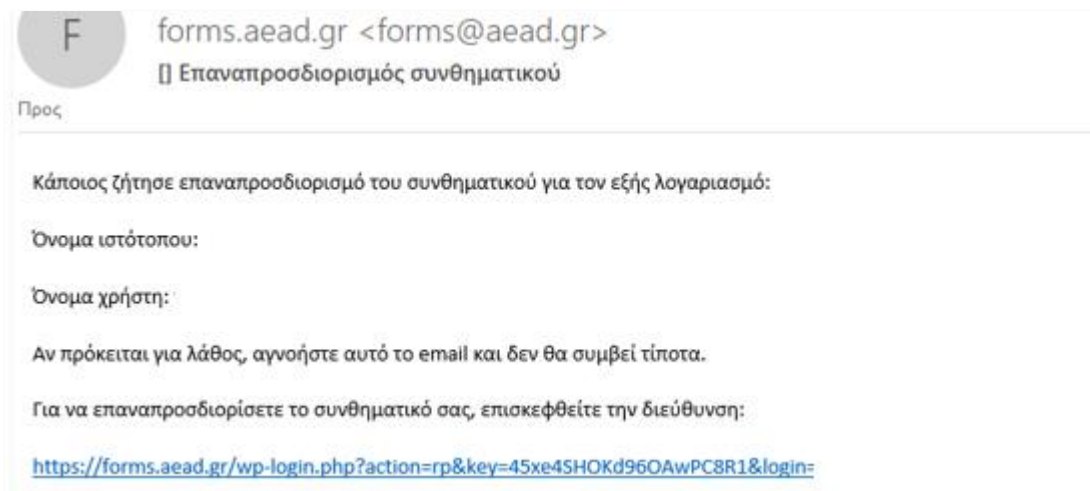 F
forms.aead.gr <forms@aead.gr>
[] Επαναπροσδιορισμός συνθηματικού
Προς
Κάποιος ζήτησε επαναπροσδιορισμό του συνθηματικού για τον εξής λογαριασμό:
Όνομα ιστότοπου:
Όνομα χρήστη:
Αν πρόκειται για λάθος, αγνοήστε αυτό το email και δεν θα συμβεί τίποτα.
Για να επαναπροσδιορίσετε το συνθηματικό σας, επισκεφθείτε την διεύθυνση:
https://forms.aead.gr/wp-login.php?action=rp&key=45xe4SHOKd96OAwPC8R1&login=